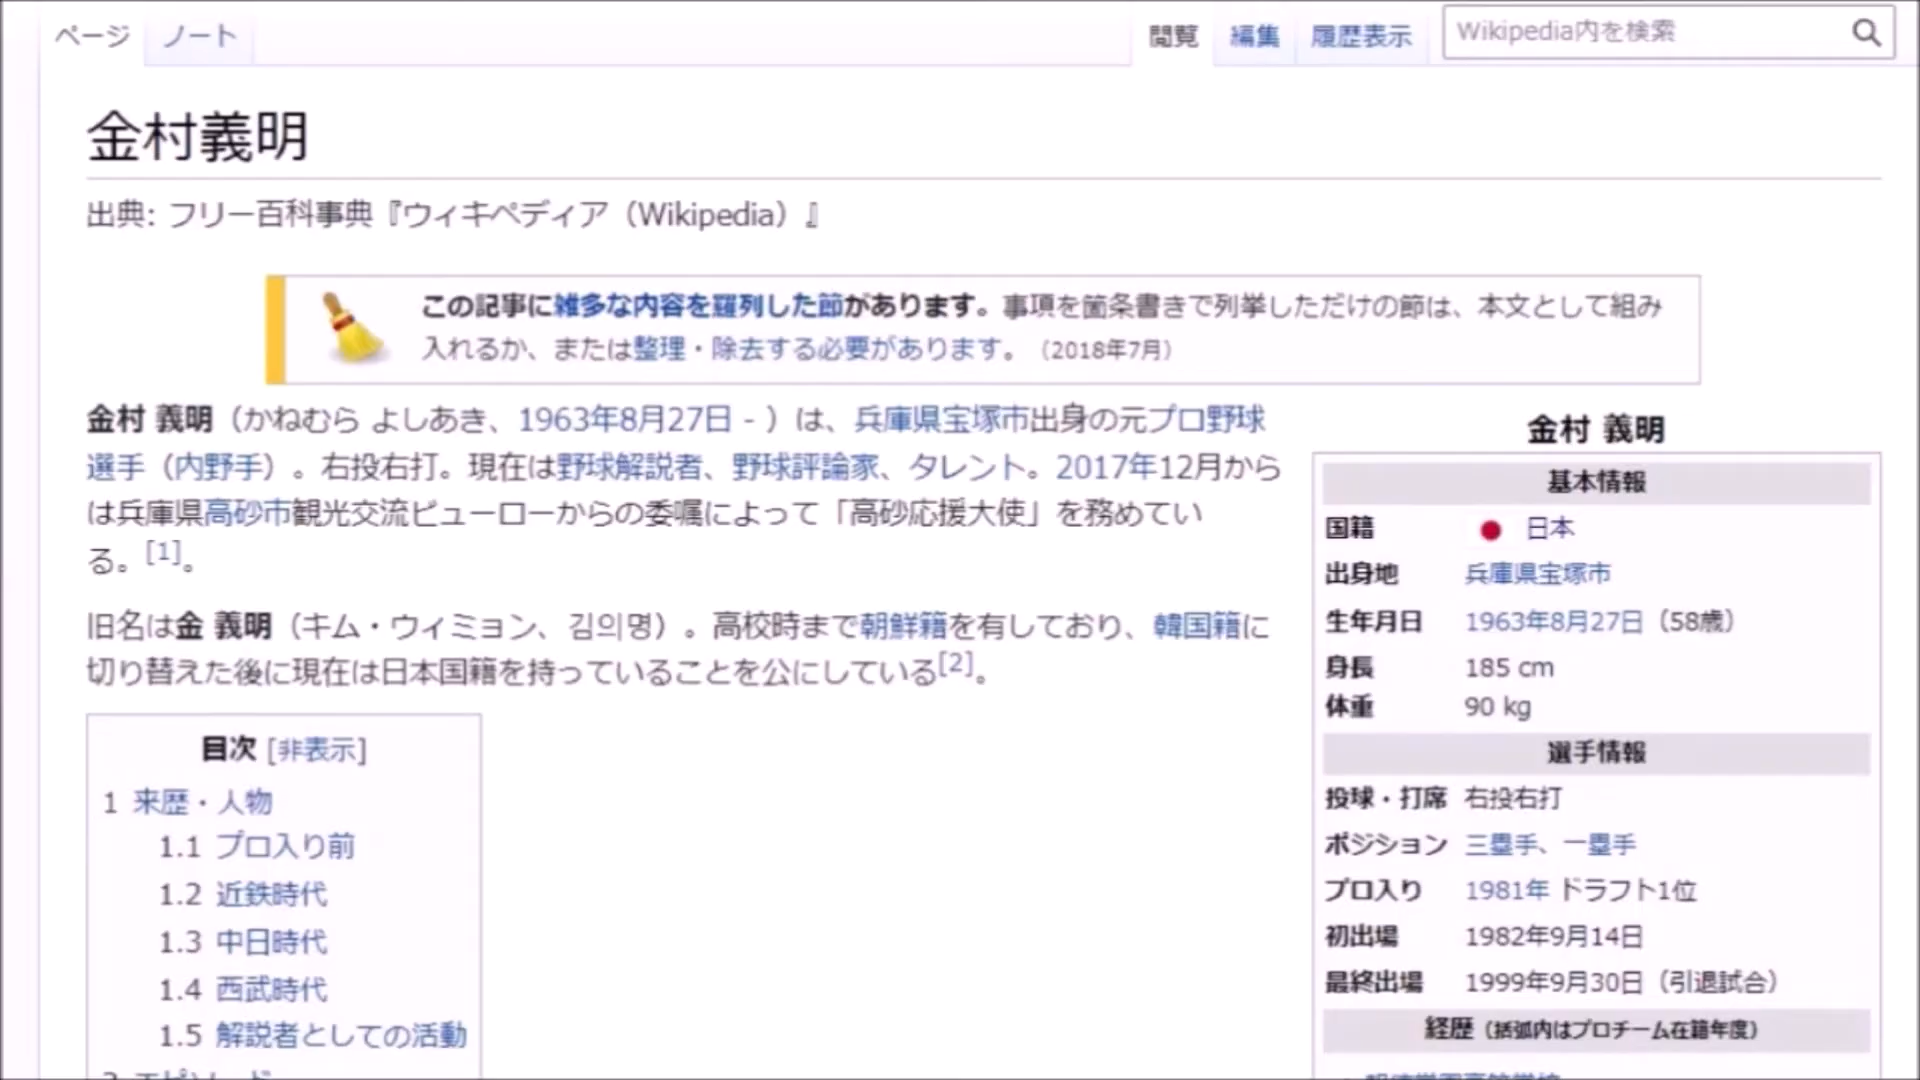 ページ ノート 閲覧 編集 履歴表示 Wikipedia内を検索
金村義明
出典: フリー百科事典『ウィキペディア（Wikipedia）』
この記事に雑多な内容を羅列した節があります。事項を箇条書きで列挙しただけの節は、本文として組み
入れるか、または整理・除去する必要があります。（2018年7月）
金村 義明（かねむら よしあき、1963年8月27日 - ）は、兵庫県宝塚市出身の元プロ野球
選手（内野手）。右投右打。現在は野球解説者、野球評論家、タレント。2017年12月から
は兵庫県高砂市観光交流ビューローからの委嘱によって「高砂応援大使」を務めてい
る。[1]。
旧名は金 義明（キム・ウィミョン、김의명）。高校時まで朝鮮籍を有しており、韓国籍に
切り替えた後に現在は日本国籍を持っていることを公にしている[2]。
目次 [非表示]
1 来歴・人物
1.1 プロ入り前
1.2 近鉄時代
1.3 中日時代
1.4 西武時代
1.5 解説者としての活動
金村 義明
基本情報
国籍 日本
出身地 兵庫県宝塚市
生年月日 1963年8月27日（58歳）
身長 185 cm
体重 90 kg
選手情報
投球・打席 右投右打
ポジション 三塁手、一塁手
プロ入り 1981年 ドラフト1位
初出場 1982年9月14日
最終出場 1999年9月30日（引退試合）
経歴（括弧内はプロチーム在籍年度）